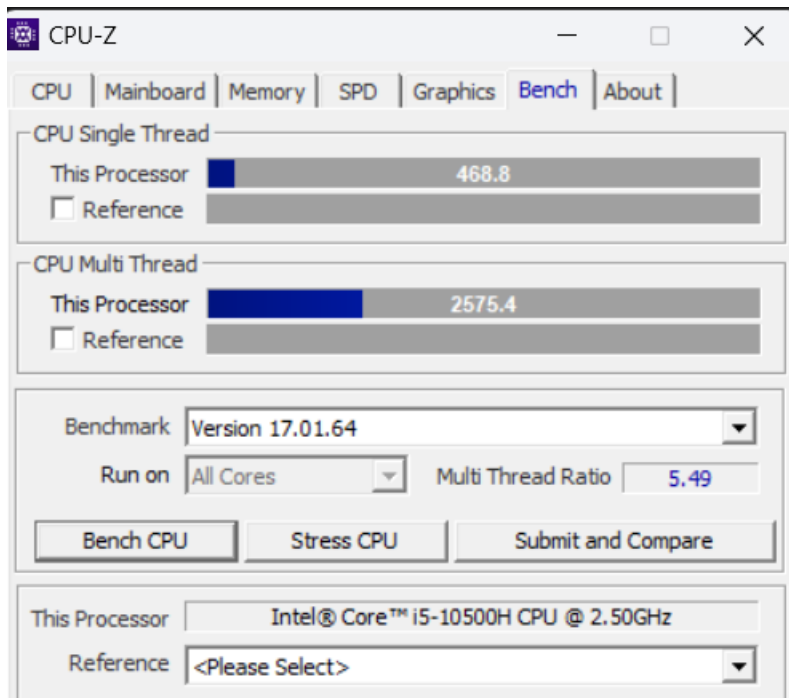 CPU-Z
CPU Mainboard Memory SPD Graphics Bench About
CPU Single Thread
This Processor 468.8
Reference
CPU Multi Thread
This Processor 2575.4
Reference
Benchmark Version 17.01.64
Run on All Cores Multi Thread Ratio 5.49
Bench CPU Stress CPU Submit and Compare
This Processor Intel® Core™ i5-10500H CPU @ 2.50GHz
Reference <Please Select>